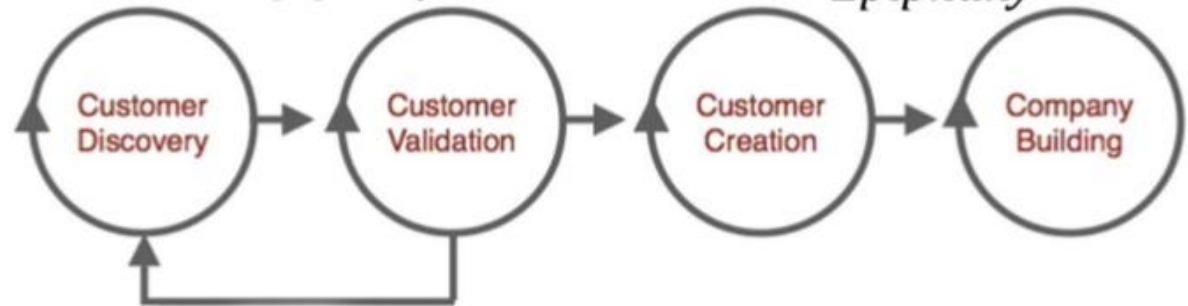 Customer
Discovery
Customer
Validation
Customer
Creation
Company
Building